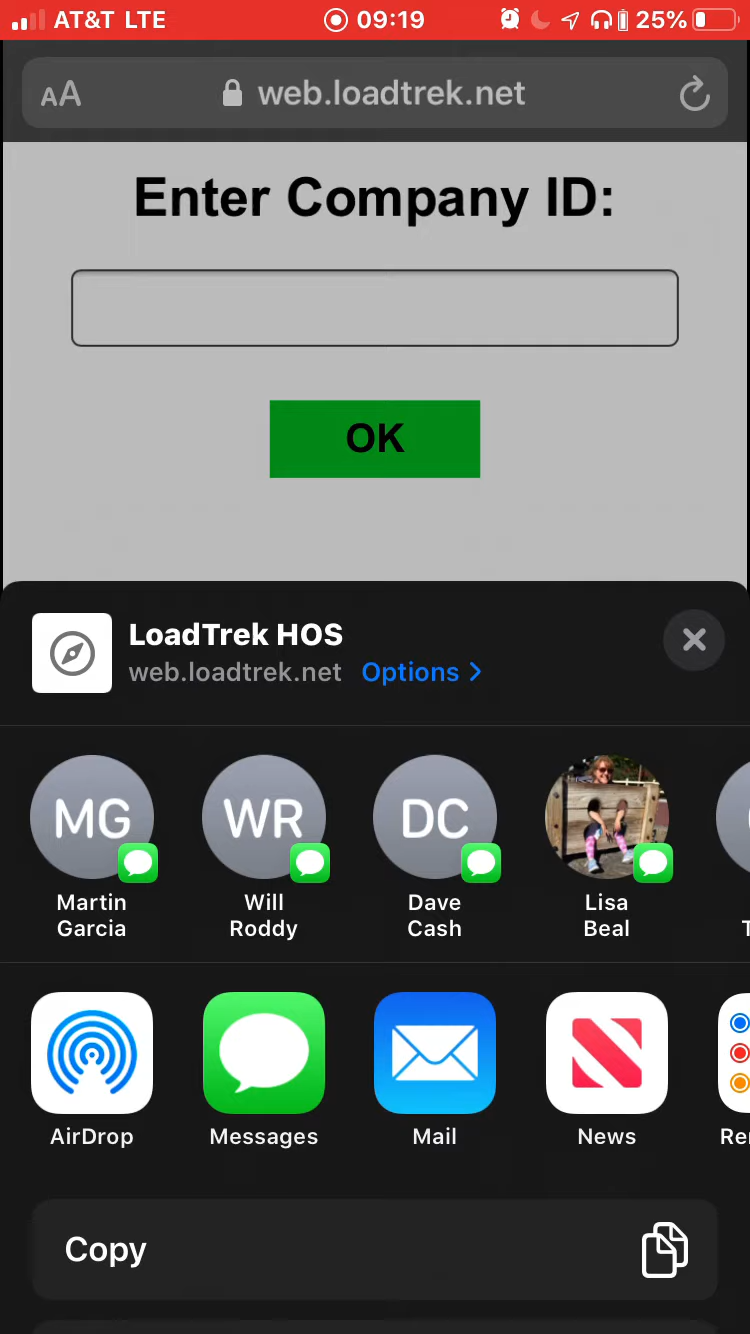 AT&T LTE 09:19 25%
AA web.loadtrek.net
Enter Company ID:
OK
LoadTrek HOS
web.loadtrek.net Options
MG WR DC
Martin Garcia
Will Roddy
Dave Cash
Lisa Beal
T
AirDrop Messages Mail News Re
Copy